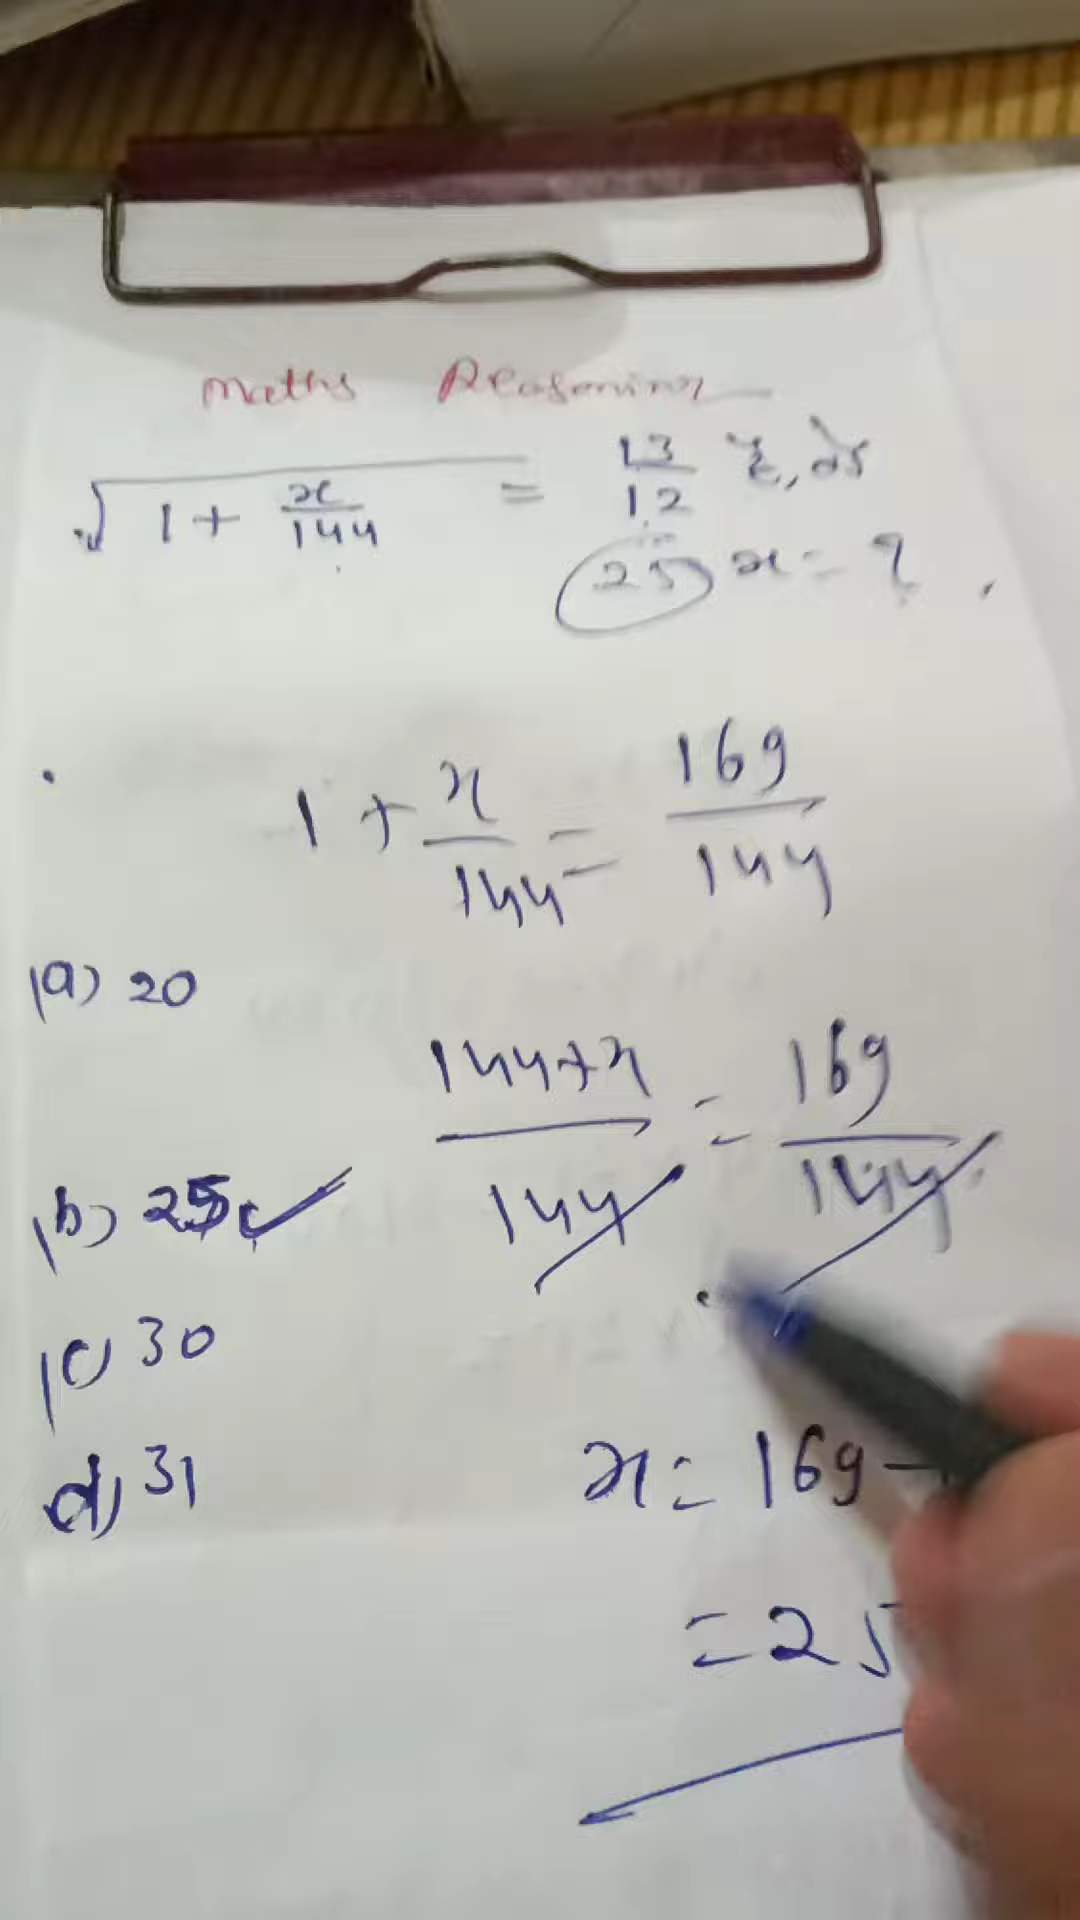 Maths Reasoning
√1 + x/144 = 13/12 है, तो
25 x = ?
1 + x/144 = 169/144
(a) 20
144+x/144 = 169/144
(b) 25 ✓
(c) 30
(d) 31
x = 169 -
= 25